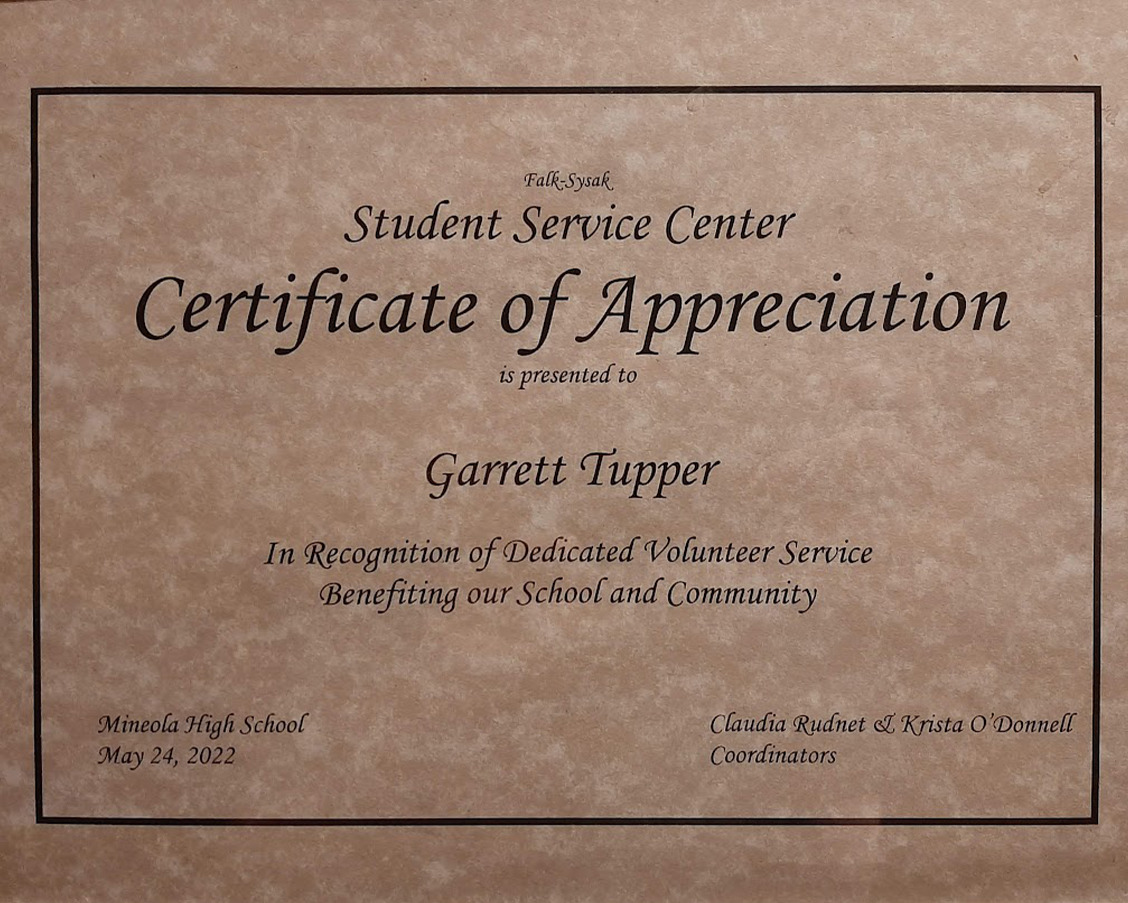 Falk-Sysak
Student Service Center
Certificate of Appreciation
is presented to
Garrett Tupper
In Recognition of Dedicated Volunteer Service
Benefiting our School and Community
Mineola High School
May 24, 2022
Claudia Rudnet & Krista O'Donnell
Coordinators